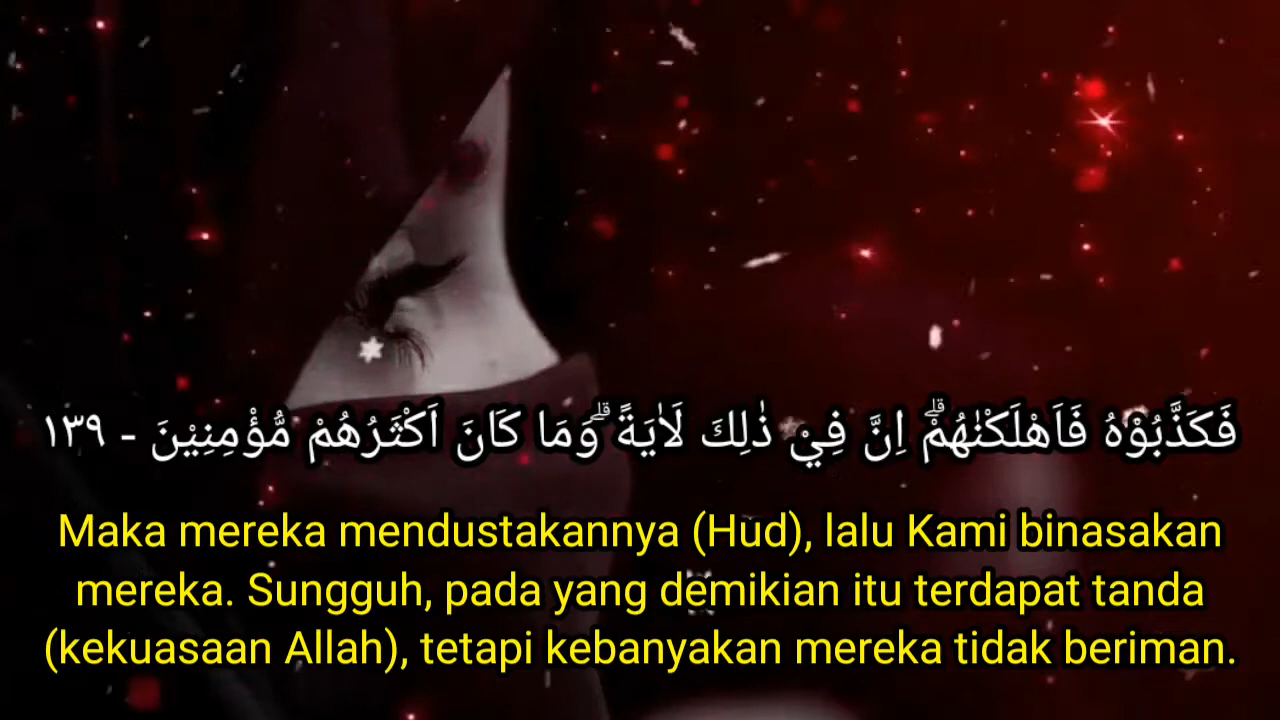 فَكَذَّبُوْهُ فَاَهْلَكْنٰهُمْۗ اِنَّ فِيْ ذٰلِكَ لَاٰيَةً ۗوَمَا كَانَ اَكْثَرُهُمْ مُّؤْمِنِيْنَ - ١٣٩
Maka mereka mendustakannya (Hud), lalu Kami binasakan
mereka. Sungguh, pada yang demikian itu terdapat tanda
(kekuasaan Allah), tetapi kebanyakan mereka tidak beriman.